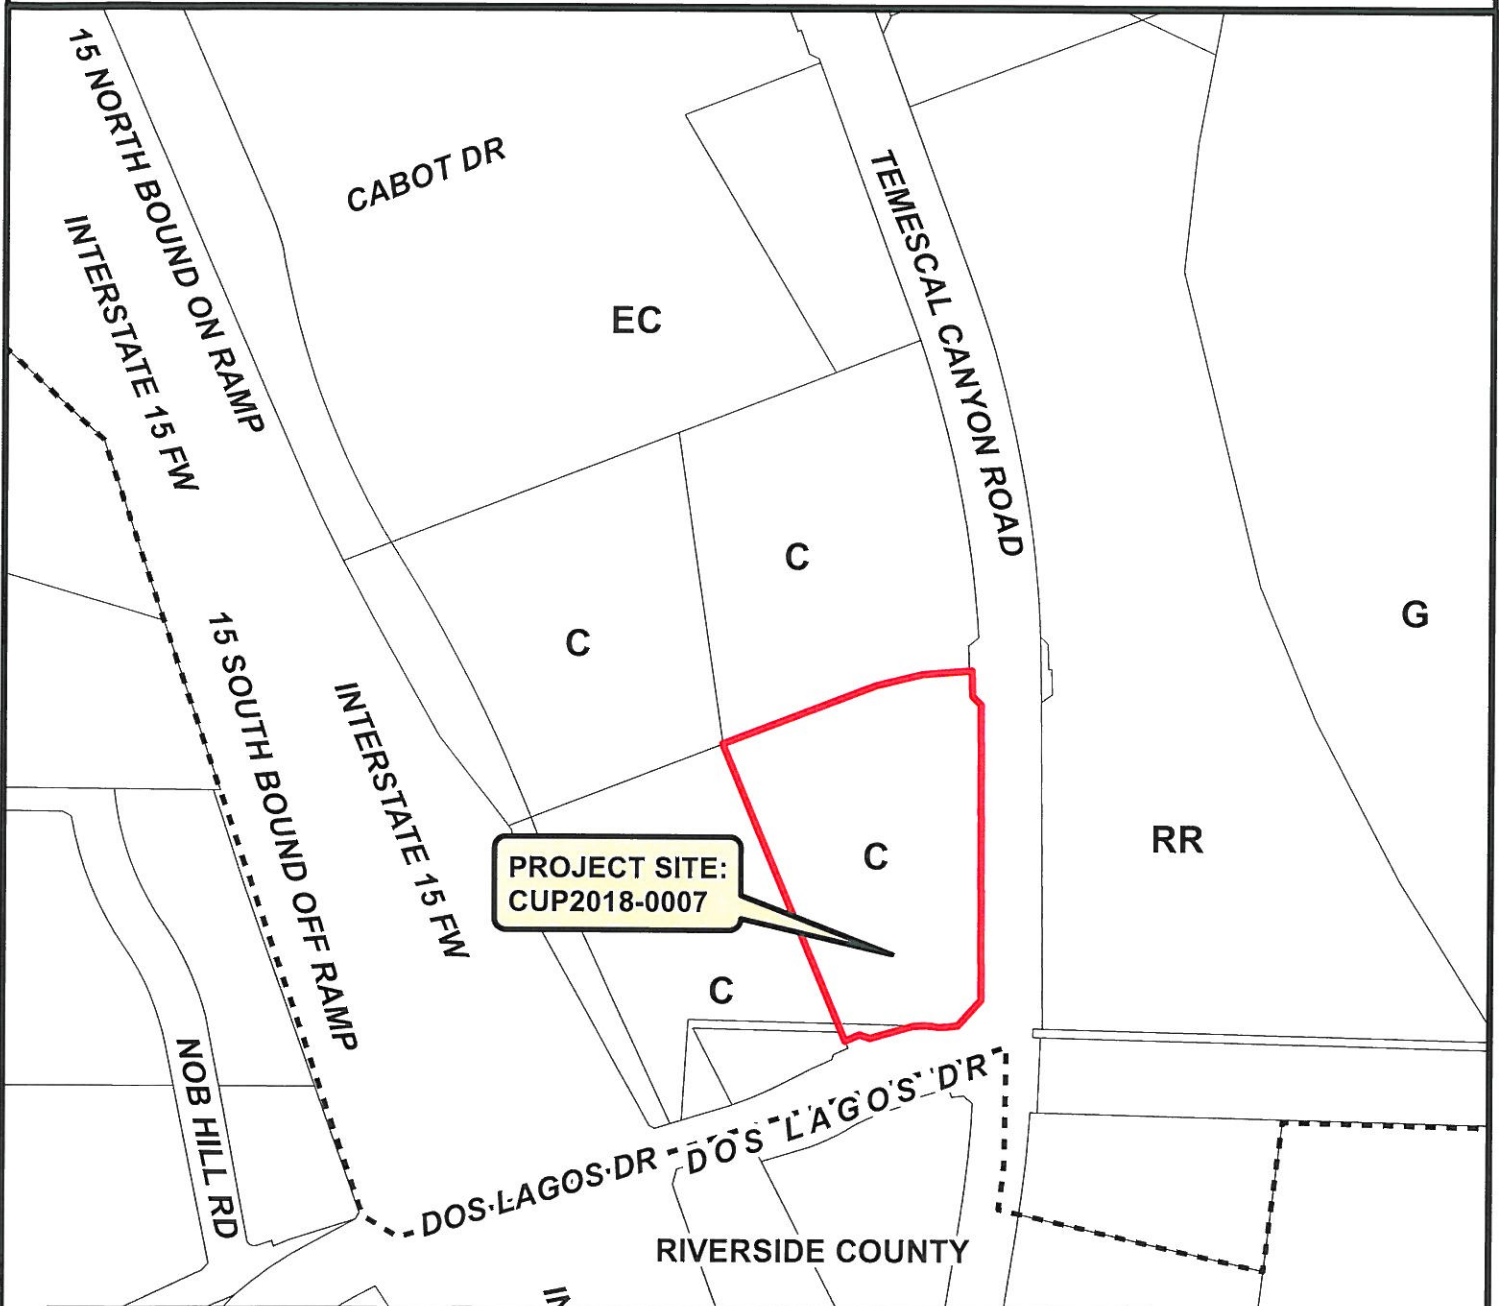 15 NORTH BOUND ON RAMP
CABOT DR
TEMESCAL CANYON ROAD
INTERSTATE 15 FW
EC
C
G
C
15 SOUTH BOUND OFF RAMP
INTERSTATE 15 FW
RR
C
PROJECT SITE:
CUP2018-0007
C
NOB HILL RD
DOS LAGOS DR
DOS LAGOS DR
RIVERSIDE COUNTY